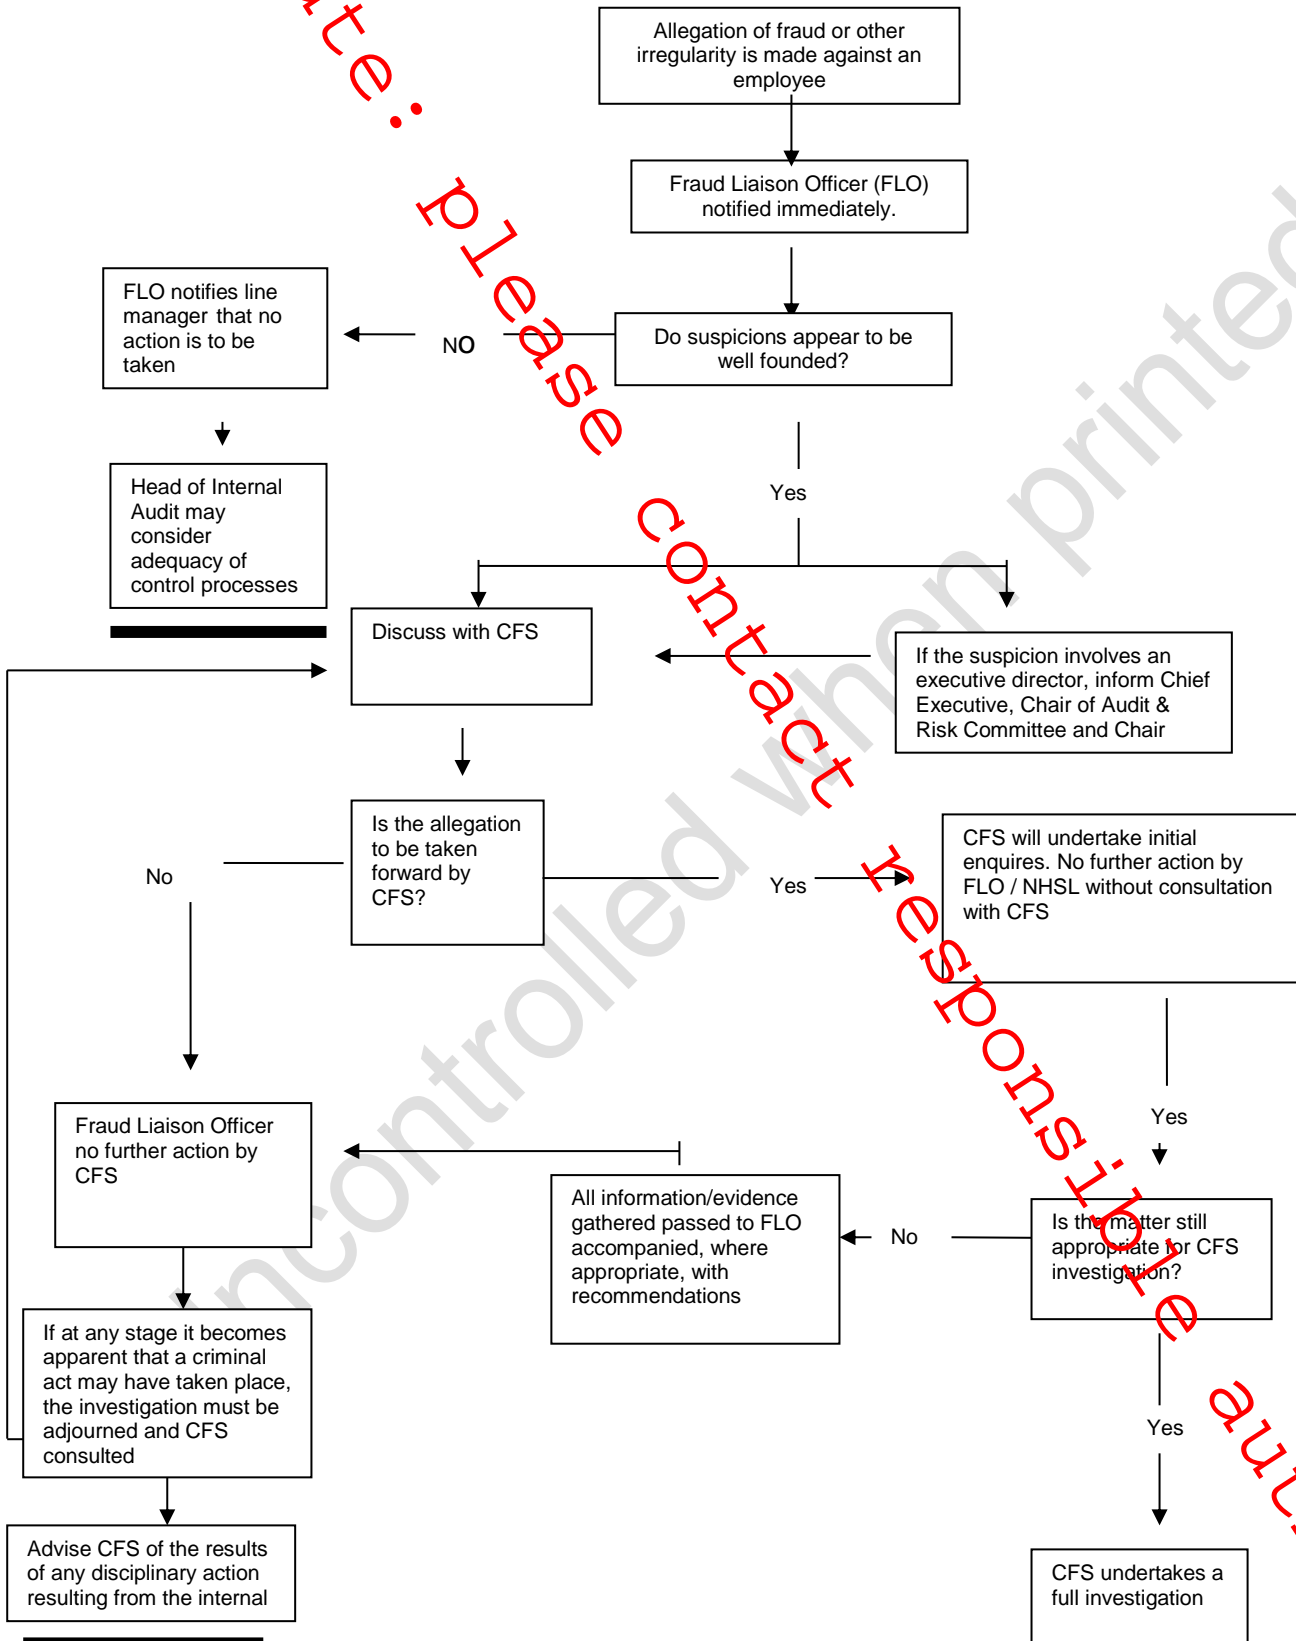 Allegation of fraud or other
irregularity is made against an
employee
Fraud Liaison Officer (FLO)
notified immediately.
Do suspicions appear to be
well founded?
NO
FLO notifies line
manager that no
action is to be
taken
Head of Internal
Audit may
consider
adequacy of
control processes
Yes
Discuss with CFS
If the suspicion involves an
executive director, inform Chief
Executive, Chair of Audit &
Risk Committee and Chair
Is the allegation
to be taken
forward by
CFS?
No
Yes
CFS will undertake initial
enquires. No further action by
FLO / NHSL without consultation
with CFS
Yes
Fraud Liaison Officer
no further action by
CFS
All information/evidence
gathered passed to FLO
accompanied, where
appropriate, with
recommendations
No
Is the matter still
appropriate for CFS
investigation?
If at any stage it becomes
apparent that a criminal
act may have taken place,
the investigation must be
adjourned and CFS
consulted
Yes
Advise CFS of the results
of any disciplinary action
resulting from the internal
CFS undertakes a
full investigation
please contact responsible
when printed